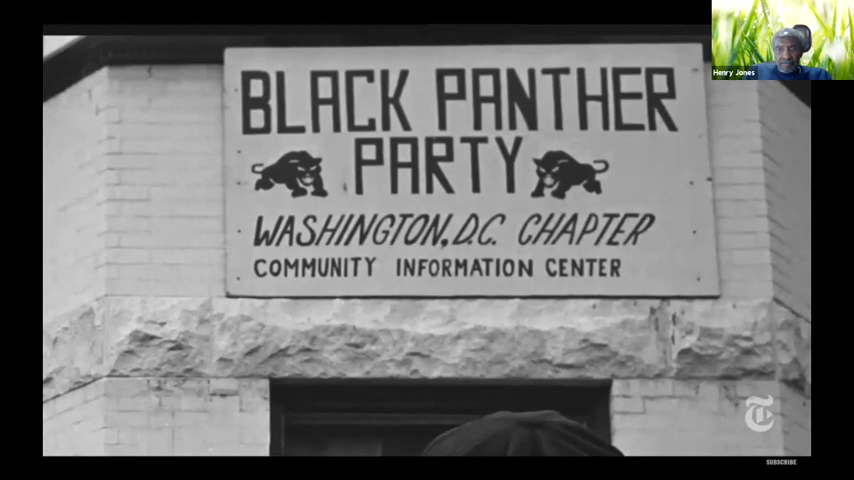 BLACK PANTHER
PARTY
WASHINGTON, D.C. CHAPTER
COMMUNITY INFORMATION CENTER
Henry Jones
T
SUBSCRIBE